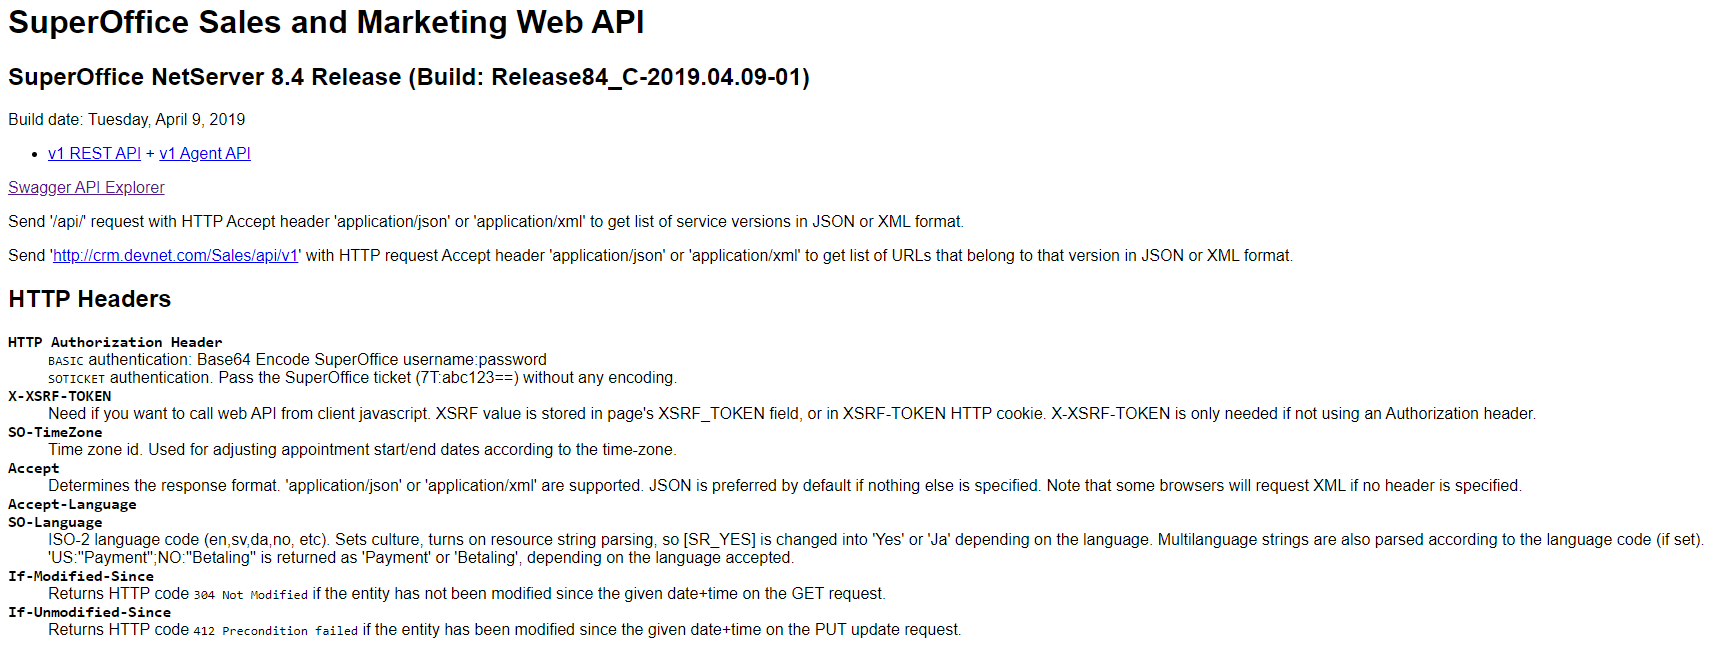 SuperOffice Sales and Marketing Web API
SuperOffice NetServer 8.4 Release (Build: Release84_C-2019.04.09-01)
Build date: Tuesday, April 9, 2019
• v1 REST API + v1 Agent API
Swagger API Explorer
Send '/api/' request with HTTP Accept header 'application/json' or 'application/xml' to get list of service versions in JSON or XML format.
Send 'http://crm.devnet.com/Sales/api/v1' with HTTP request Accept header 'application/json' or 'application/xml' to get list of URLs that belong to that version in JSON or XML format.
HTTP Headers
HTTP Authorization Header
BASIC authentication: Base64 Encode SuperOffice username:password
SOTICKET authentication. Pass the SuperOffice ticket (7T:abc123==) without any encoding.
X-XSRF-TOKEN
Need if you want to call web API from client javascript. XSRF value is stored in page's XSRF_TOKEN field, or in XSRF-TOKEN HTTP cookie. X-XSRF-TOKEN is only needed if not using an Authorization header.
SO-TimeZone
Time zone id. Used for adjusting appointment start/end dates according to the time-zone.
Accept
Determines the response format. 'application/json' or 'application/xml' are supported. JSON is preferred by default if nothing else is specified. Note that some browsers will request XML if no header is specified.
Accept-Language
SO-Language
ISO-2 language code (en,sv,da,no, etc). Sets culture, turns on resource string parsing, so [SR_YES] is changed into 'Yes' or 'Ja' depending on the language. Multilanguage strings are also parsed according to the language code (if set).
'US:"Payment";NO:"Betaling" is returned as 'Payment' or 'Betaling', depending on the language accepted.
If-Modified-Since
Returns HTTP code 304 Not Modified if the entity has not been modified since the given date+time on the GET request.
If-Unmodified-Since
Returns HTTP code 412 Precondition failed if the entity has been modified since the given date+time on the PUT update request.